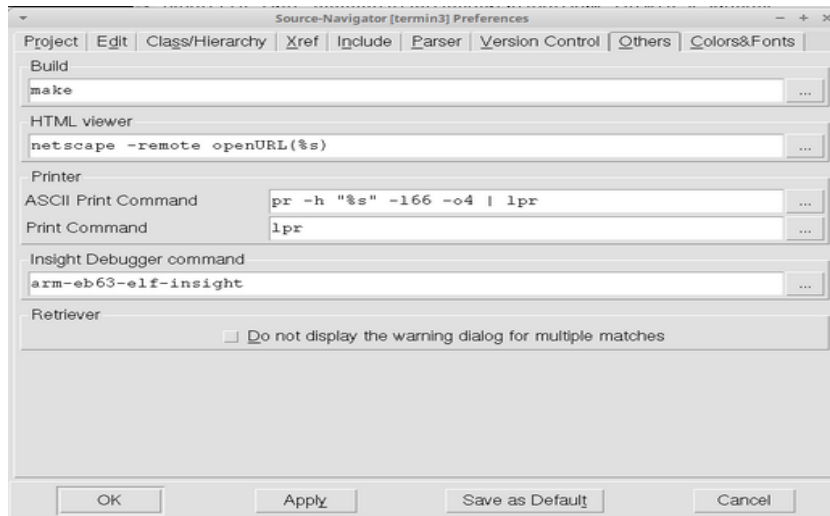 Source-Navigator [termin3] Preferences
Project Edit Class/Hierarchy Xref Include Parser Version Control Others Colors&Fonts
Build
make ...
HTML viewer
netscape -remote openURL(%s) ...
Printer
ASCII Print Command pr -h "%s" -l66 -o4 | lpr ...
Print Command lpr ...
Insight Debugger command
arm-eb63-elf-insight ...
Retriever
Do not display the warning dialog for multiple matches
OK Apply Save as Default Cancel